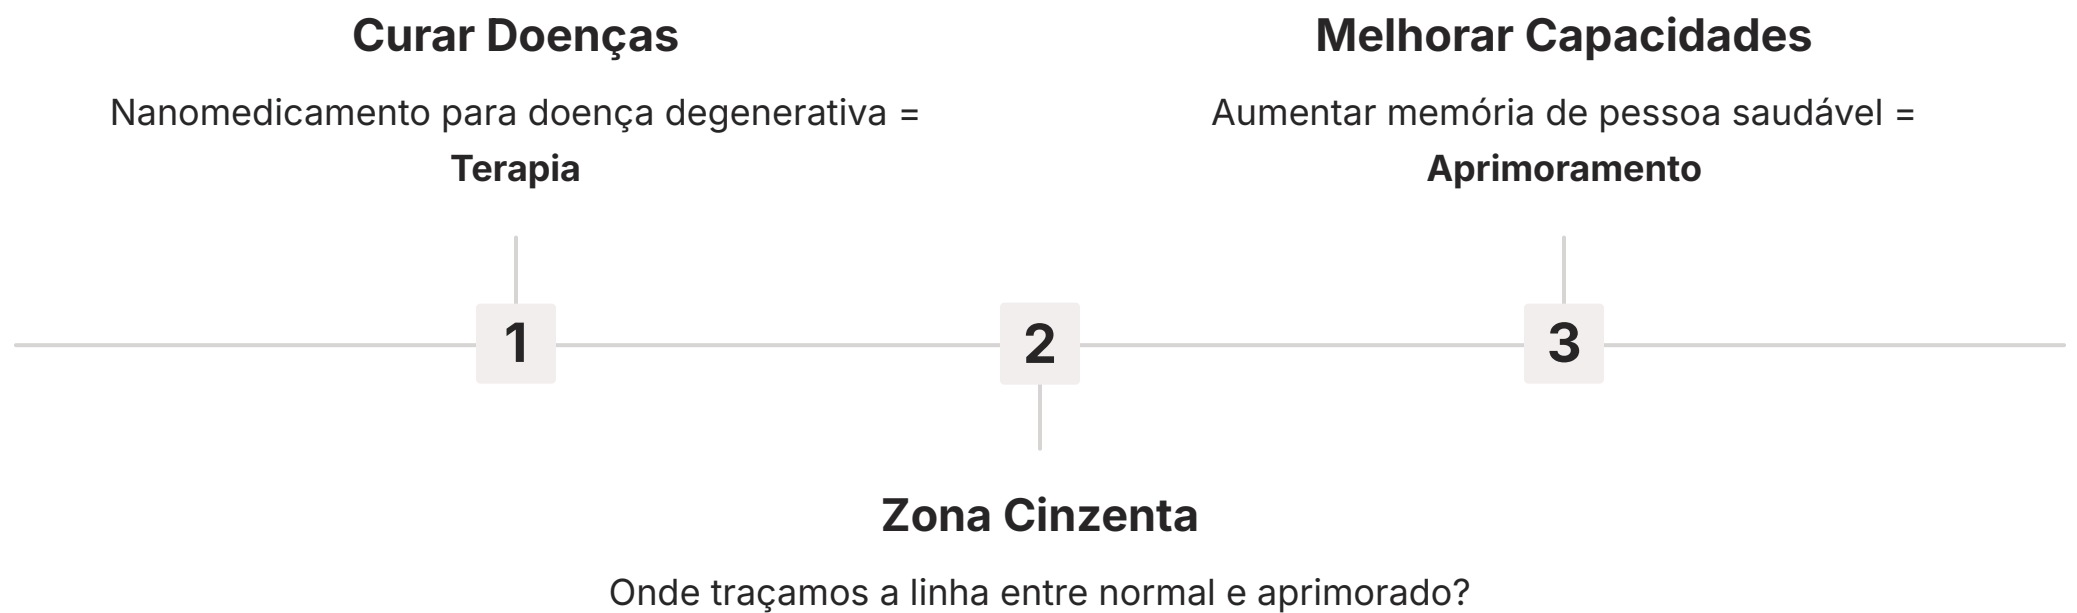 Curar Doenças
Nanomedicamento para doença degenerativa =
Terapia
Melhorar Capacidades
Aumentar memória de pessoa saudável =
Aprimoramento
1
2
3
Zona Cinzenta
Onde traçamos a linha entre normal e aprimorado?